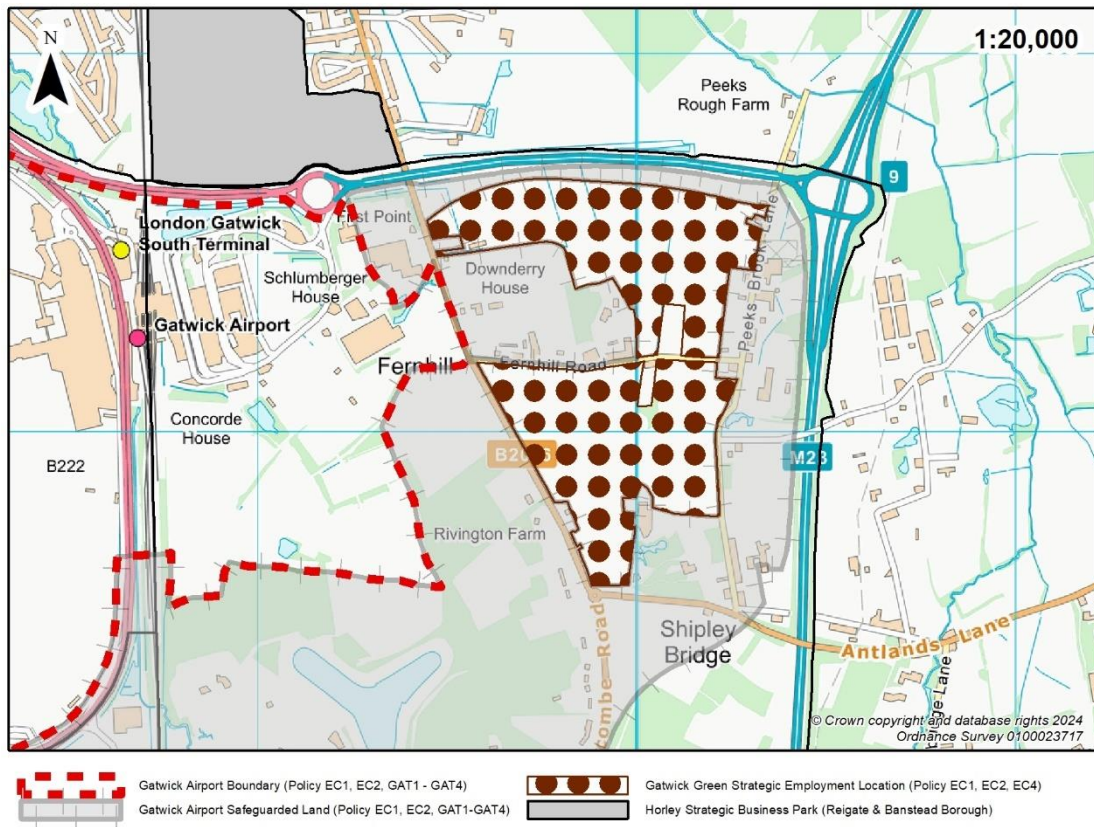 N
1:20,000
Peeks
Rough Farm
9
London Gatwick
South Terminal
First Point
Schlumberger
House
Downderry
House
Peeks Brook Lane
Gatwick Airport
Fernhill
Fernhill Road
Concorde
House
B222
M23
Rivington Farm
Shipley
Bridge
Antlands Lane
© Crown copyright and database rights 2024
Ordnance Survey 0100023717
Gatwick Airport Boundary (Policy EC1, EC2, GAT1 - GAT4)
Gatwick Green Strategic Employment Location (Policy EC1, EC2, EC4)
Gatwick Airport Safeguarded Land (Policy EC1, EC2, GAT1-GAT4)
Horley Strategic Business Park (Reigate & Banstead Borough)